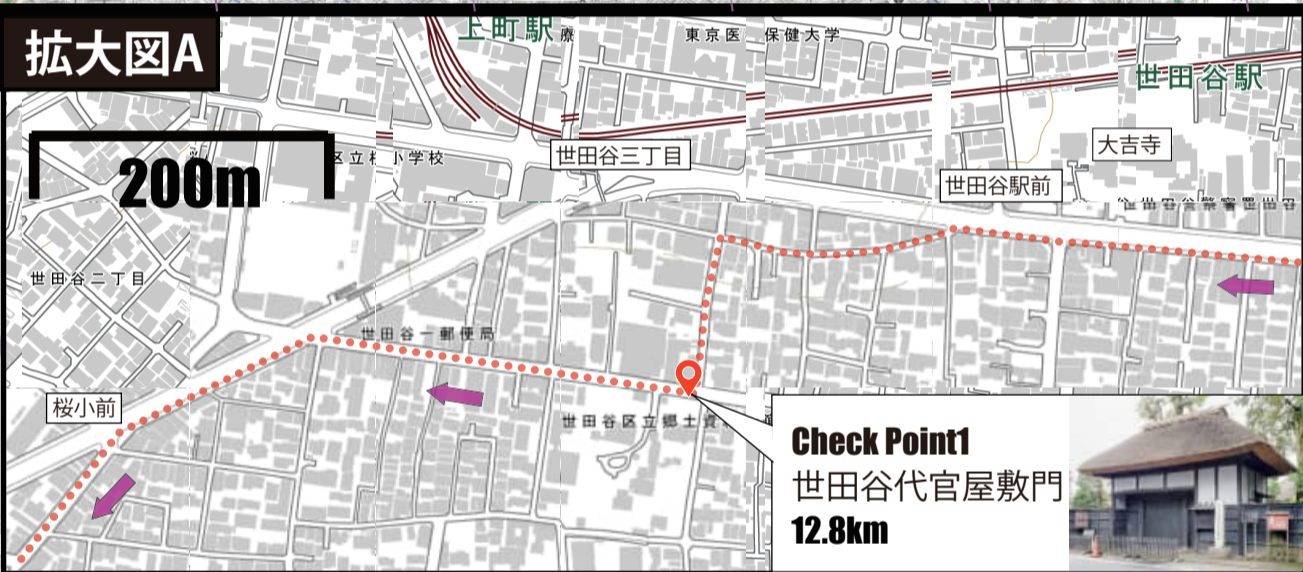 拡大図A
上町駅
療
東京医
保健大学
世田谷駅
200m
区立桜小学校
世田谷三丁目
大吉寺
世田谷駅前
世田谷二丁目
世田谷一郵便局
桜小前
世田谷区立郷土資
Check Point1
世田谷代官屋敷門
12.8km